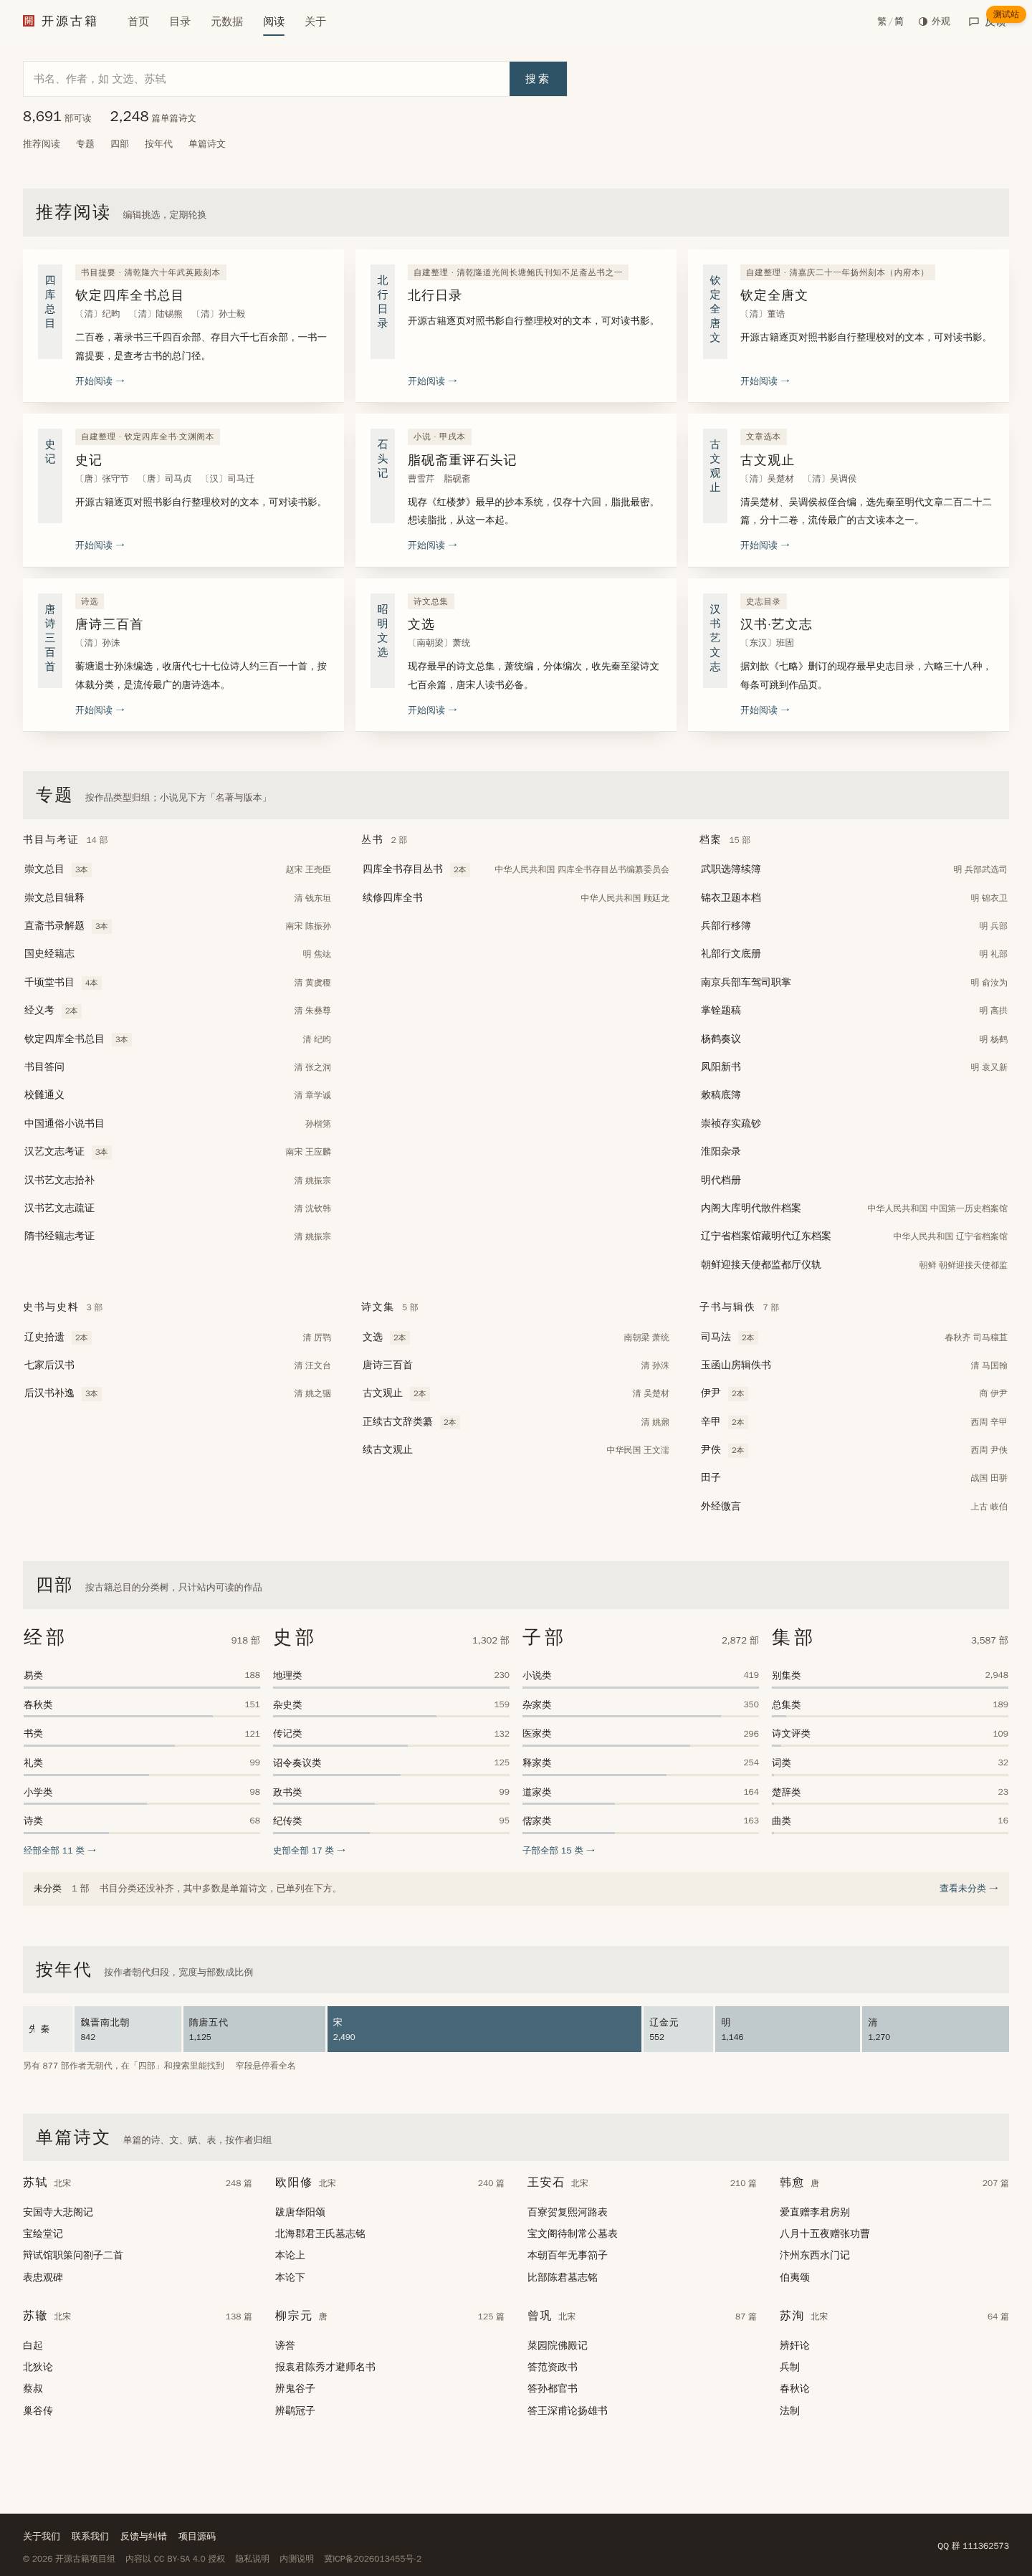 開 开源古籍 首页 目录 元数据 阅读 关于 繁 / 简 外观 测试站
书名、作者，如 文选、苏轼 搜索
8,691 部可读 2,248 篇单篇诗文
推荐阅读 专题 四部 按年代 单篇诗文
推荐阅读 编辑挑选，定期轮换
四库总目
书目提要 · 清乾隆六十年武英殿刻本
钦定四库全书总目
〔清〕纪昀 〔清〕陆锡熊 〔清〕孙士毅
二百卷，著录书三千四百余部、存目六千七百余部，一书一
篇提要，是查考古书的总门径。
开始阅读 →
北行日录
自建整理 · 清乾隆道光间长塘鲍氏刊知不足斋丛书之一
北行日录
开源古籍逐页对照书影自行整理校对的文本，可对读书影。
开始阅读 →
钦定全唐文
自建整理 · 清嘉庆二十一年扬州刻本（内府本）
钦定全唐文
〔清〕董诰
开源古籍逐页对照书影自行整理校对的文本，可对读书影。
开始阅读 →
史记
自建整理 · 钦定四库全书·文渊阁本
史记
〔唐〕张守节 〔唐〕司马贞 〔汉〕司马迁
开源古籍逐页对照书影自行整理校对的文本，可对读书影。
开始阅读 →
石头记
小说 · 甲戌本
脂砚斋重评石头记
曹雪芹 脂砚斋
现存《红楼梦》最早的抄本系统，仅存十六回，脂批最密。
想读脂批，从这一本起。
开始阅读 →
古文观止
文章选本
古文观止
〔清〕吴楚材 〔清〕吴调侯
清吴楚材、吴调侯叔侄合编，选先秦至明代文章二百二十二
篇，分十二卷，流传最广的古文读本之一。
开始阅读 →
唐诗三百首
诗选
唐诗三百首
〔清〕孙洙
蘅塘退士孙洙编选，收唐代七十七位诗人约三百一十首，按
体裁分类，是流传最广的唐诗选本。
开始阅读 →
昭明文选
诗文总集
文选
〔南朝梁〕萧统
现存最早的诗文总集，萧统编，分体编次，收先秦至梁诗文
七百余篇，唐宋人读书必备。
开始阅读 →
汉书艺文志
史志目录
汉书·艺文志
〔东汉〕班固
据刘歆《七略》删订的现存最早史志目录，六略三十八种，
每条可跳到作品页。
开始阅读 →
专题 按作品类型归组；小说见下方「名著与版本」
书目与考证 14 部
崇文总目 3本 赵宋 王尧臣
崇文总目辑释 清 钱东垣
直斋书录解题 3本 南宋 陈振孙
国史经籍志 明 焦竑
千顷堂书目 4本 清 黄虞稷
经义考 2本 清 朱彝尊
钦定四库全书总目 3本 清 纪昀
书目答问 清 张之洞
校雠通义 清 章学诚
中国通俗小说书目 孙楷第
汉艺文志考证 3本 南宋 王应麟
汉书艺文志拾补 清 姚振宗
汉书艺文志疏证 清 沈钦韩
隋书经籍志考证 清 姚振宗
丛书 2 部
四库全书存目丛书 2本 中华人民共和国 四库全书存目丛书编纂委员会
续修四库全书 中华人民共和国 顾廷龙
档案 15 部
武职选簿续簿 明 兵部武选司
锦衣卫题本档 明 锦衣卫
兵部行移簿 明 兵部
礼部行文底册 明 礼部
南京兵部车驾司职掌 明 俞汝为
掌铨题稿 明 高拱
杨鹤奏议 明 杨鹤
凤阳新书 明 袁又新
敕稿底簿
崇祯存实疏钞
淮阳杂录
明代档册
内阁大库明代散件档案 中华人民共和国 中国第一历史档案馆
辽宁省档案馆藏明代辽东档案 中华人民共和国 辽宁省档案馆
朝鲜迎接天使都监都厅仪轨 朝鲜 朝鲜迎接天使都监
史书与史料 3 部
辽史拾遗 2本 清 厉鹗
七家后汉书 清 汪文台
后汉书补逸 3本 清 姚之骃
诗文集 5 部
文选 2本 南朝梁 萧统
唐诗三百首 清 孙洙
古文观止 2本 清 吴楚材
正续古文辞类纂 2本 清 姚鼐
续古文观止 中华民国 王文濡
子书与辑佚 7 部
司马法 2本 春秋齐 司马穰苴
玉函山房辑佚书 清 马国翰
伊尹 2本 商 伊尹
辛甲 2本 西周 辛甲
尹佚 2本 西周 尹佚
田子 战国 田骈
外经微言 上古 岐伯
四部 按古籍总目的分类树，只计站内可读的作品
经部 918 部
易类 188
春秋类 151
书类 121
礼类 99
小学类 98
诗类 68
经部全部 11 类 →
史部 1,302 部
地理类 230
杂史类 159
传记类 132
诏令奏议类 125
政书类 99
纪传类 95
史部全部 17 类 →
子部 2,872 部
小说类 419
杂家类 350
医家类 296
释家类 254
道家类 164
儒家类 163
子部全部 15 类 →
集部 3,587 部
别集类 2,948
总集类 189
诗文评类 109
词类 32
楚辞类 23
曲类 16
未分类 1 部 书目分类还没补齐，其中多数是单篇诗文，已单列在下方。 查看未分类 →
按年代 按作者朝代归段，宽度与部数成比例
秦
魏晋南北朝 842
隋唐五代 1,125
宋 2,490
辽金元 552
明 1,146
清 1,270
另有 877 部作者无朝代，在「四部」和搜索里能找到 窄段悬停看全名
单篇诗文 单篇的诗、文、赋、表，按作者归组
苏轼 北宋 248 篇
安国寺大悲阁记
宝绘堂记
辩试馆职策问劄子二首
表忠观碑
欧阳修 北宋 240 篇
跋唐华阳颂
北海郡君王氏墓志铭
本论上
本论下
王安石 北宋 210 篇
百寮贺复熙河路表
宝文阁待制常公墓表
本朝百年无事劄子
比部陈君墓志铭
韩愈 唐 207 篇
爱直赠李君房别
八月十五夜赠张功曹
汴州东西水门记
伯夷颂
苏辙 北宋 138 篇
白起
北狄论
蔡叔
巢谷传
柳宗元 唐 125 篇
谤誉
报袁君陈秀才避师名书
辨鬼谷子
辨鹖冠子
曾巩 北宋 87 篇
菜园院佛殿记
答范资政书
答孙都官书
答王深甫论扬雄书
苏洵 北宋 64 篇
辨奸论
兵制
春秋论
法制
关于我们 联系我们 反馈与纠错 项目源码
© 2026 开源古籍项目组 内容以 CC BY-SA 4.0 授权 隐私说明 内测说明 冀ICP备2026013455号-2
QQ 群 111362573